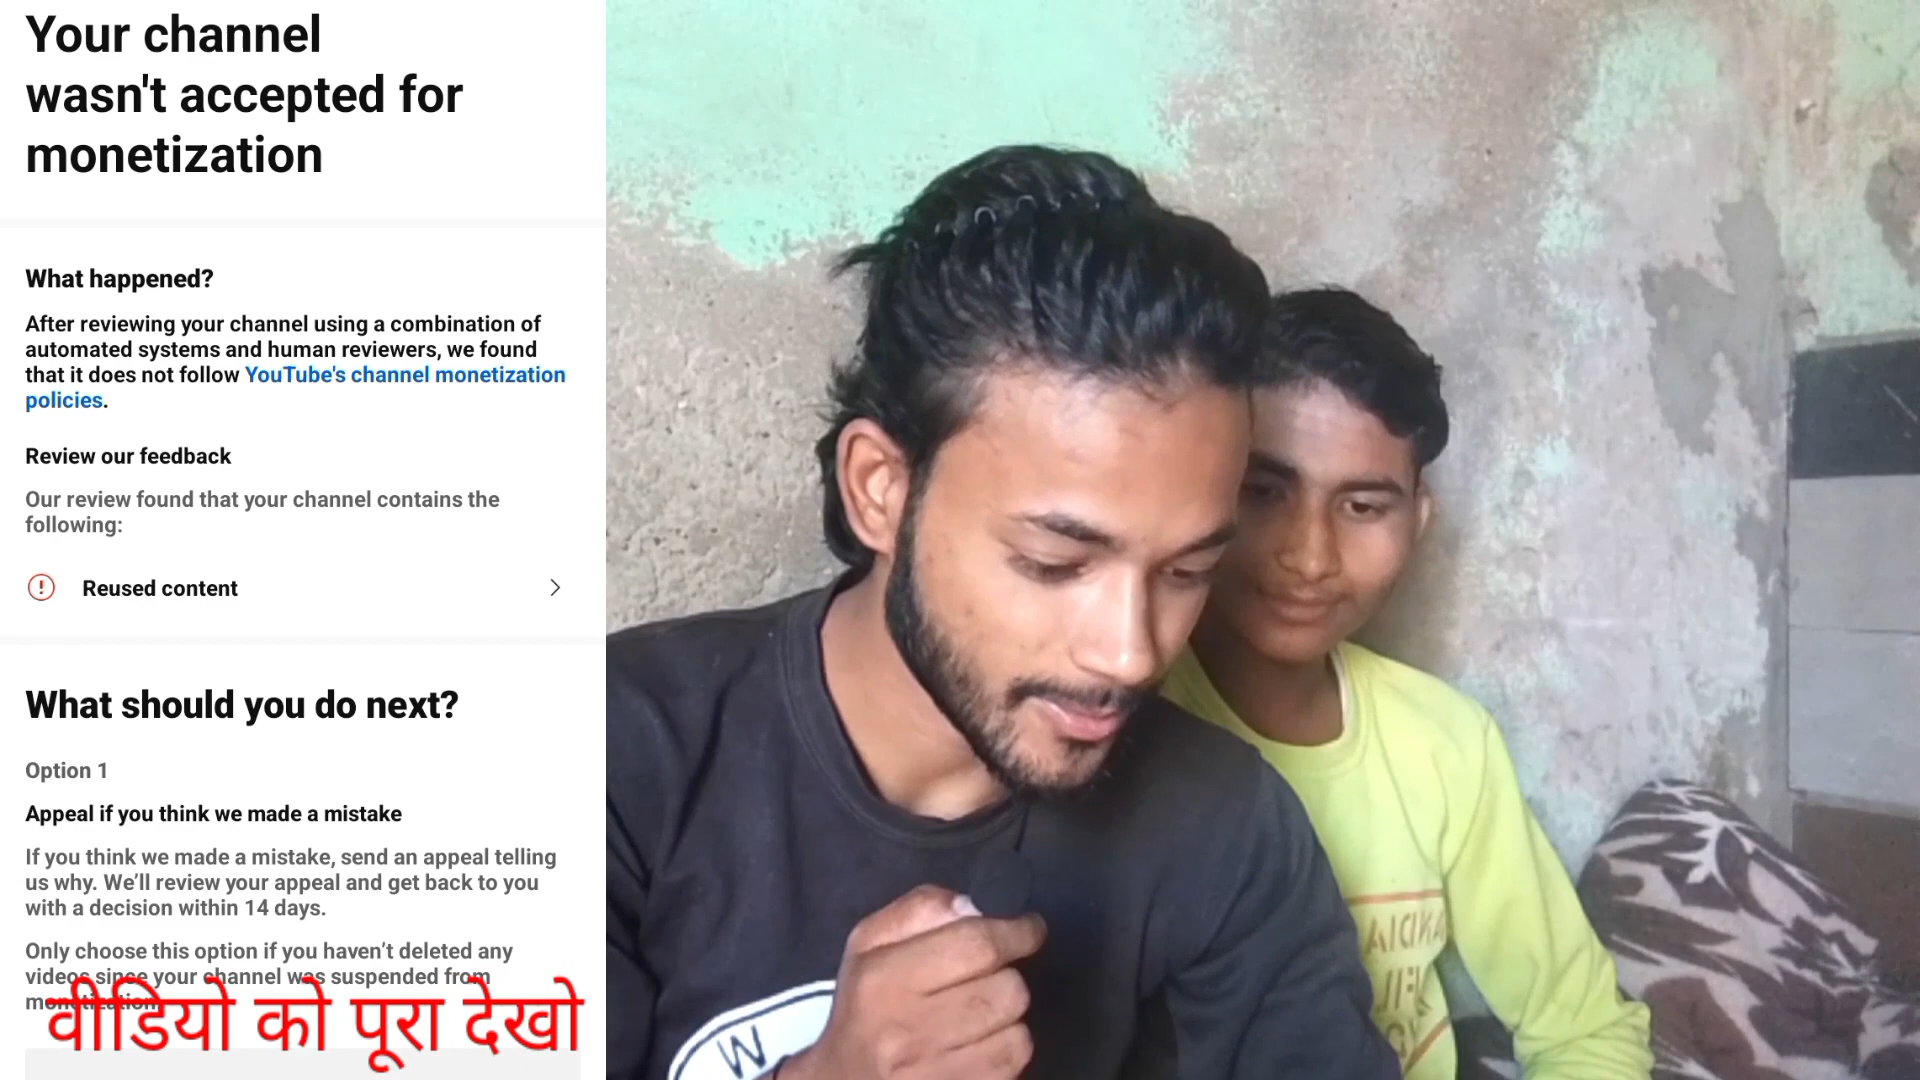 Your channel
wasn't accepted for
monetization
What happened?
After reviewing your channel using a combination of
automated systems and human reviewers, we found
that it does not follow YouTube's channel monetization
policies.
Review our feedback
Our review found that your channel contains the
following:
Reused content
What should you do next?
Option 1
Appeal if you think we made a mistake
If you think we made a mistake, send an appeal telling
us why. We’ll review your appeal and get back to you
with a decision within 14 days.
Only choose this option if you haven’t deleted any
videos since your channel was suspended from
monetization.
वीडियो को पूरा देखो
W